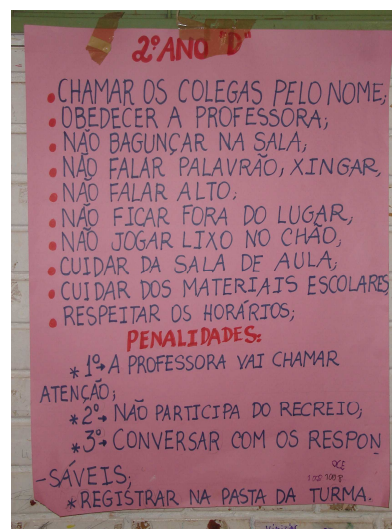 2º ANO "D"
• CHAMAR OS COLEGAS PELO NOME;
• OBEDECER A PROFESSORA;
• NÃO BAGUNÇAR NA SALA;
• NÃO FALAR PALAVRÃO, XINGAR,
• NÃO FALAR ALTO;
• NÃO FICAR FORA DO LUGAR;
• NÃO JOGAR LIXO NO CHÃO;
• CUIDAR DA SALA DE AULA;
• CUIDAR DOS MATERIAIS ESCOLARES
• RESPEITAR OS HORÁRIOS;
PENALIDADES:
* 1º→ A PROFESSORA VAI CHAMAR
ATENÇÃO;
* 2º→ NÃO PARTICIPA DO RECREIO;
* 3º→ CONVERSAR COM OS RESPON
-SÁVEIS;
* REGISTRAR NA PASTA DA TURMA.